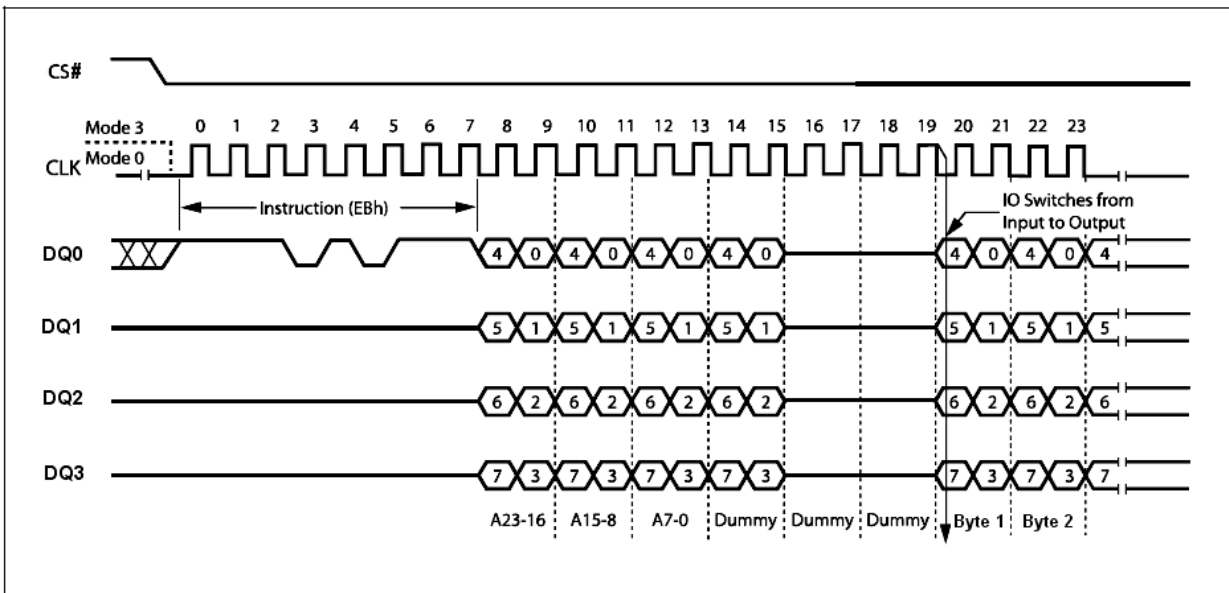 CS#
Mode 3
0 1 2 3 4 5 6 7 8 9 10 11 12 13 14 15 16 17 18 19 20 21 22 23
CLK
Mode 0
Instruction (EBh)
IO Switches from
Input to Output
DQ0
4 0 4 0 4 0 4 0 4 0 4 0 4
DQ1
5 1 5 1 5 1 5 1 5 1 5 1 5
DQ2
6 2 6 2 6 2 6 2 6 2 6 2 6
DQ3
7 3 7 3 7 3 7 3 7 3 7 3 7
A23-16 A15-8 A7-0 Dummy Dummy Dummy Byte 1 Byte 2